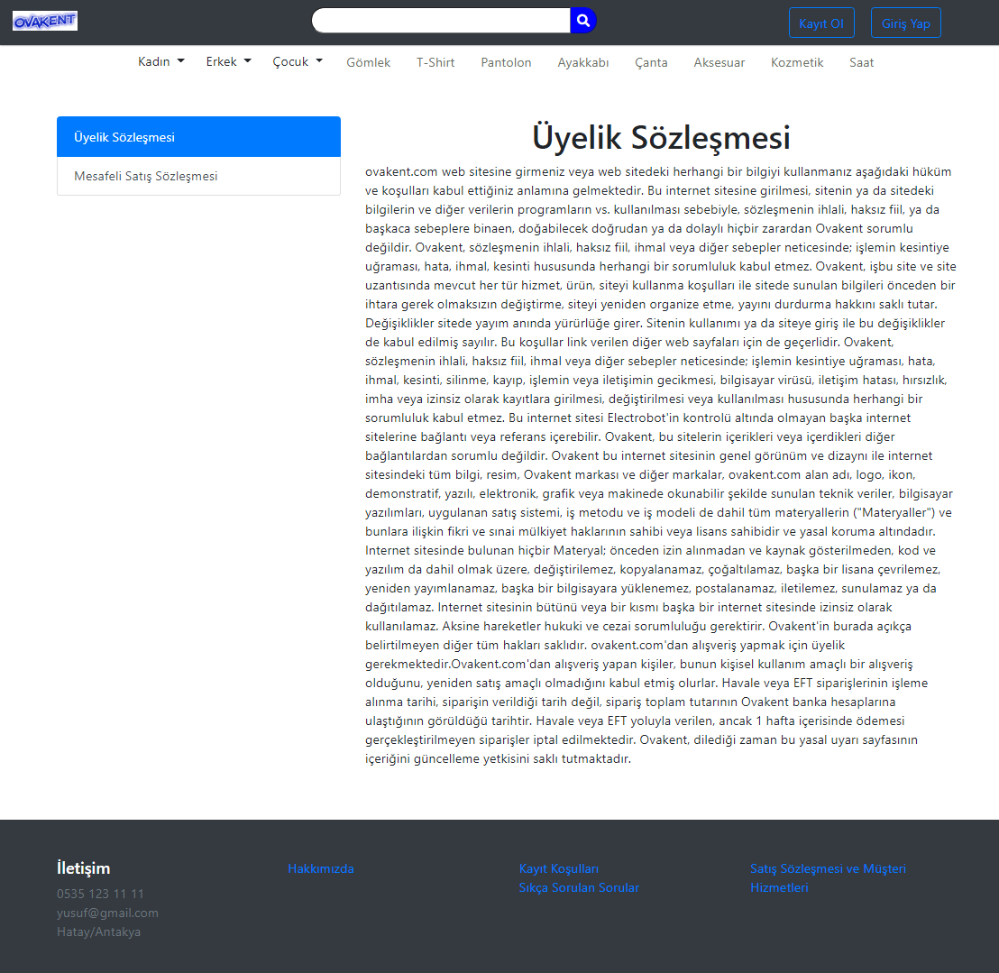 OVAKENT
Kayıt Ol
Giriş Yap
Kadın
Erkek
Çocuk
Gömlek
T-Shirt
Pantolon
Ayakkabı
Çanta
Aksesuar
Kozmetik
Saat
Üyelik Sözleşmesi
Mesafeli Satış Sözleşmesi
Üyelik Sözleşmesi
ovakent.com web sitesine girmeniz veya web sitedeki herhangi bir bilgiyi kullanmanız aşağıdaki hüküm
ve koşulları kabul ettiğiniz anlamına gelmektedir. Bu internet sitesine girilmesi, sitenin ya da sitedeki
bilgilerin ve diğer verilerin programların vs. kullanılması sebebiyle, sözleşmenin ihlali, haksız fiil, ya da
başkaca sebeplere binaen, doğabilecek doğrudan ya da dolaylı hiçbir zarardan Ovakent sorumlu
değildir. Ovakent, sözleşmenin ihlali, haksız fiil, ihmal veya diğer sebepler neticesinde; işlemin kesintiye
uğraması, hata, ihmal, kesinti hususunda herhangi bir sorumluluk kabul etmez. Ovakent, işbu site ve site
uzantısında mevcut her tür hizmet, ürün, siteyi kullanma koşulları ile sitede sunulan bilgileri önceden bir
ihtara gerek olmaksızın değiştirme, siteyi yeniden organize etme, yayını durdurma hakkını saklı tutar.
Değişiklikler sitede yayım anında yürürlüğe girer. Sitenin kullanımı ya da siteye giriş ile bu değişiklikler
de kabul edilmiş sayılır. Bu koşullar link verilen diğer web sayfaları için de geçerlidir. Ovakent,
sözleşmenin ihlali, haksız fiil, ihmal veya diğer sebepler neticesinde; işlemin kesintiye uğraması, hata,
ihmal, kesinti, silinme, kayıp, işlemin veya iletişimin gecikmesi, bilgisayar virüsü, iletişim hatası, hırsızlık,
imha veya izinsiz olarak kayıtlara girilmesi, değiştirilmesi veya kullanılması hususunda herhangi bir
sorumluluk kabul etmez. Bu internet sitesi Electrobot'in kontrolü altında olmayan başka internet
sitelerine bağlantı veya referans içerebilir. Ovakent, bu sitelerin içerikleri veya içerdikleri diğer
bağlantılardan sorumlu değildir. Ovakent bu internet sitesinin genel görünüm ve dizaynı ile internet
sitesindeki tüm bilgi, resim, Ovakent markası ve diğer markalar, ovakent.com alan adı, logo, ikon,
demonstratif, yazılı, elektronik, grafik veya makinede okunabilir şekilde sunulan teknik veriler, bilgisayar
yazılımları, uygulanan satış sistemi, iş metodu ve iş modeli de dahil tüm materyallerin ("Materyaller") ve
bunlara ilişkin fikri ve sınai mülkiyet haklarının sahibi veya lisans sahibidir ve yasal koruma altındadır.
Internet sitesinde bulunan hiçbir Materyal; önceden izin alınmadan ve kaynak gösterilmeden, kod ve
yazılım da dahil olmak üzere, değiştirilemez, kopyalanamaz, çoğaltılamaz, başka bir lisana çevrilemez,
yeniden yayımlanamaz, başka bir bilgisayara yüklenemez, postalanamaz, iletilemez, sunulamaz ya da
dağıtılamaz. Internet sitesinin bütünü veya bir kısmı başka bir internet sitesinde izinsiz olarak
kullanılamaz. Aksine hareketler hukuki ve cezai sorumluluğu gerektirir. Ovakent'in burada açıkça
belirtilmeyen diğer tüm hakları saklıdır. ovakent.com'dan alışveriş yapmak için üyelik
gerekmektedir.Ovakent.com'dan alışveriş yapan kişiler, bunun kişisel kullanım amaçlı bir alışveriş
olduğunu, yeniden satış amaçlı olmadığını kabul etmiş olurlar. Havale veya EFT siparişlerinin işleme
alınma tarihi, siparişin verildiği tarih değil, sipariş toplam tutarının Ovakent banka hesaplarına
ulaştığının görüldüğü tarihtir. Havale veya EFT yoluyla verilen, ancak 1 hafta içerisinde ödemesi
gerçekleştirilmeyen siparişler iptal edilmektedir. Ovakent, dilediği zaman bu yasal uyarı sayfasının
içeriğini güncelleme yetkisini saklı tutmaktadır.
İletişim
0535 123 11 11
yusuf@gmail.com
Hatay/Antakya
Hakkımızda
Kayıt Koşulları
Sıkça Sorulan Sorular
Satış Sözleşmesi ve Müşteri
Hizmetleri